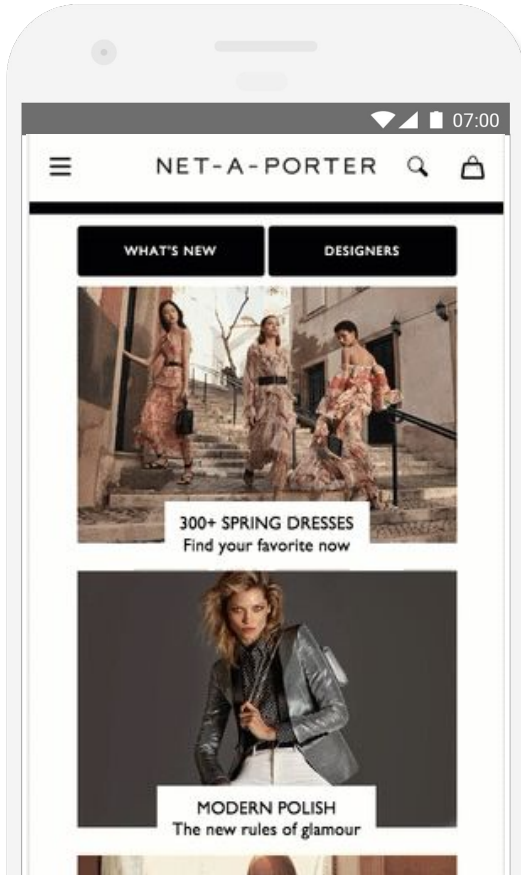 07:00
NET-A-PORTER
WHAT'S NEW
DESIGNERS
300+ SPRING DRESSES
Find your favorite now
MODERN POLISH
The new rules of glamour